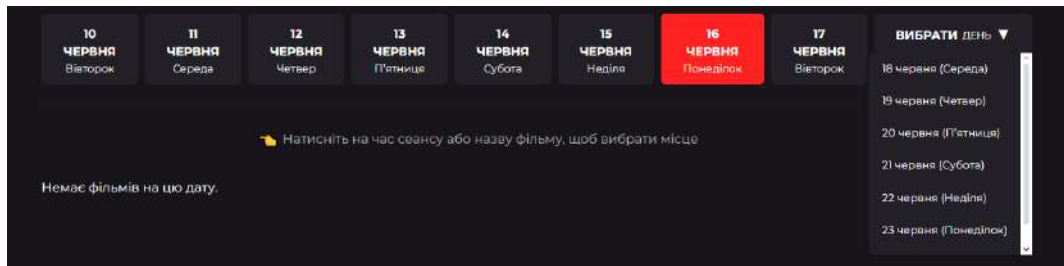 10
ЧЕРВНЯ
Вівторок
11
ЧЕРВНЯ
Середа
12
ЧЕРВНЯ
Четвер
13
ЧЕРВНЯ
П'ятниця
14
ЧЕРВНЯ
Субота
15
ЧЕРВНЯ
Неділя
16
ЧЕРВНЯ
Понеділок
17
ЧЕРВНЯ
Вівторок
ВИБРАТИ ДЕНЬ ▼
18 червня (Середа)
19 червня (Четвер)
20 червня (П'ятниця)
21 червня (Субота)
22 червня (Неділя)
23 червня (Понеділок)
👈 Натисніть на час сеансу або назву фільму, щоб вибрати місце
Немає фільмів на цю дату.